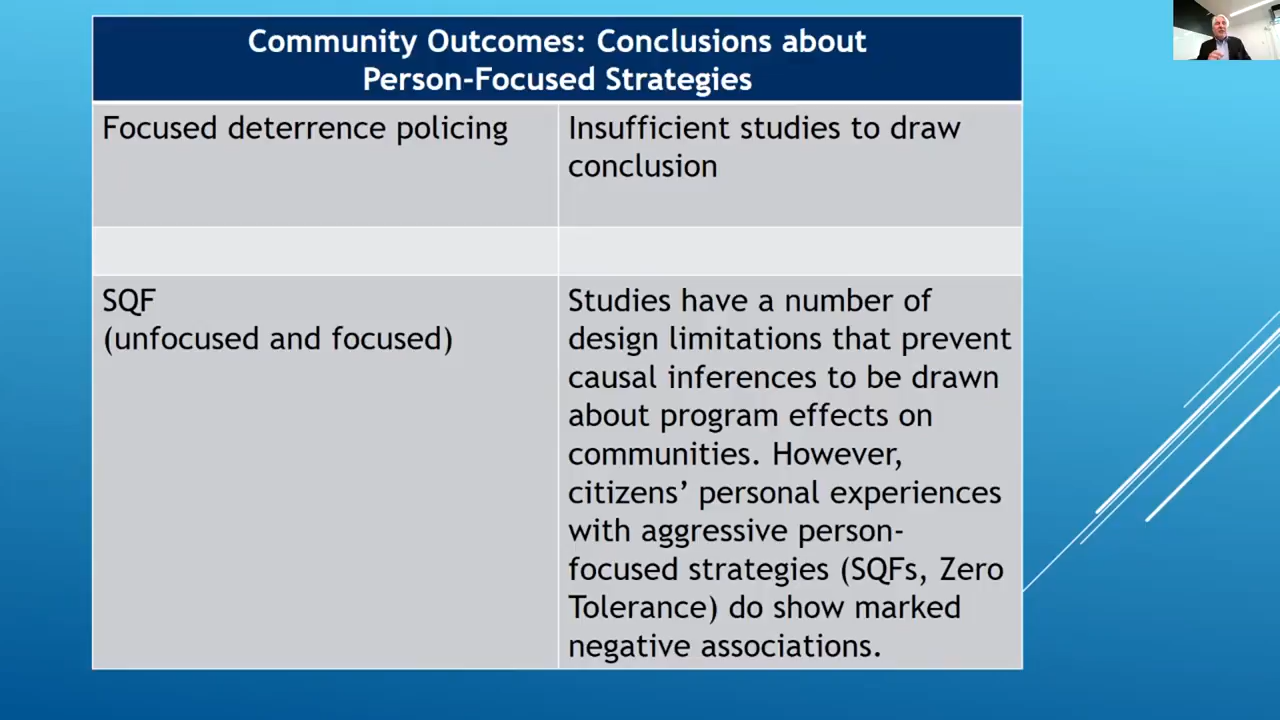 Community Outcomes: Conclusions about
Person-Focused Strategies
Focused deterrence policing
Insufficient studies to draw
conclusion
SQF
(unfocused and focused)
Studies have a number of
design limitations that prevent
causal inferences to be drawn
about program effects on
communities. However,
citizens’ personal experiences
with aggressive person-
focused strategies (SQFs, Zero
Tolerance) do show marked
negative associations.